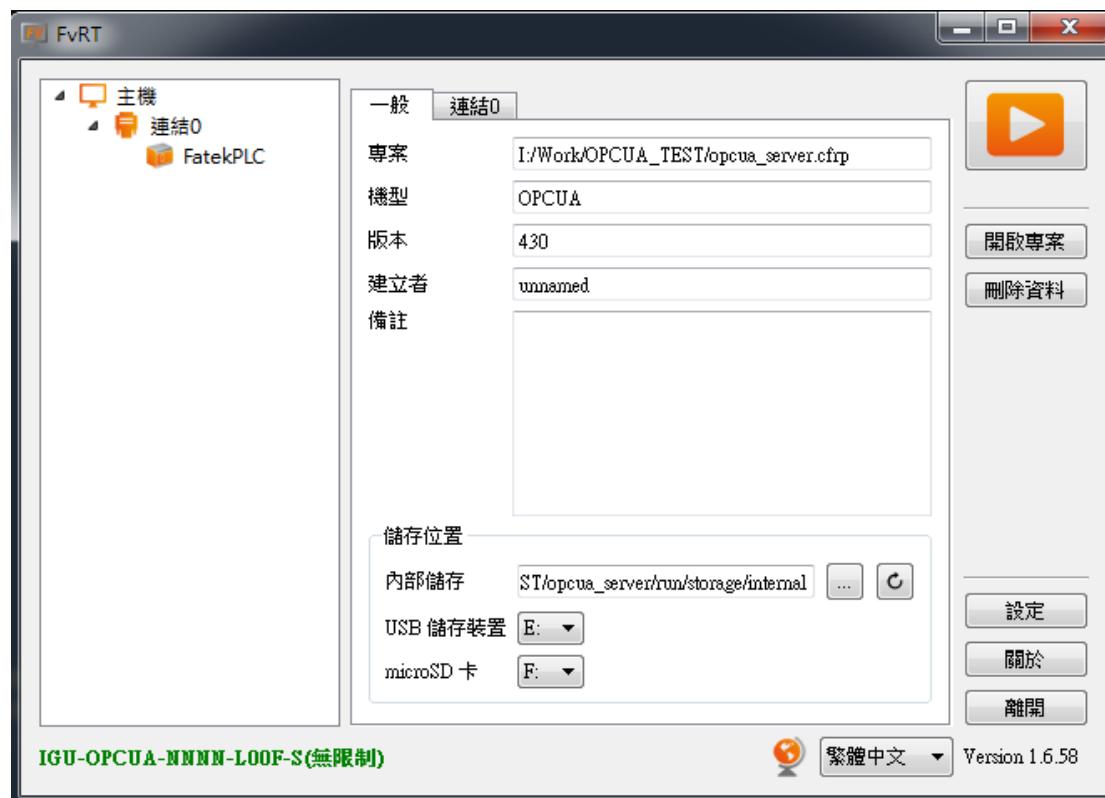 FvRT
主機
連結0
FatekPLC
一般
連結0
專案
I:/Work/OPCUA_TEST/opcua_server.cfrp
機型
OPCUA
版本
430
建立者
unnamed
備註
儲存位置
內部儲存
ST/opcua_server/run/storage/internal
...
USB 儲存裝置
E:
microSD 卡
F:
開啟專案
刪除資料
設定
關於
離開
IGU-OPCUA-NNNN-L00F-S(無限制)
繁體中文
Version 1.6.58